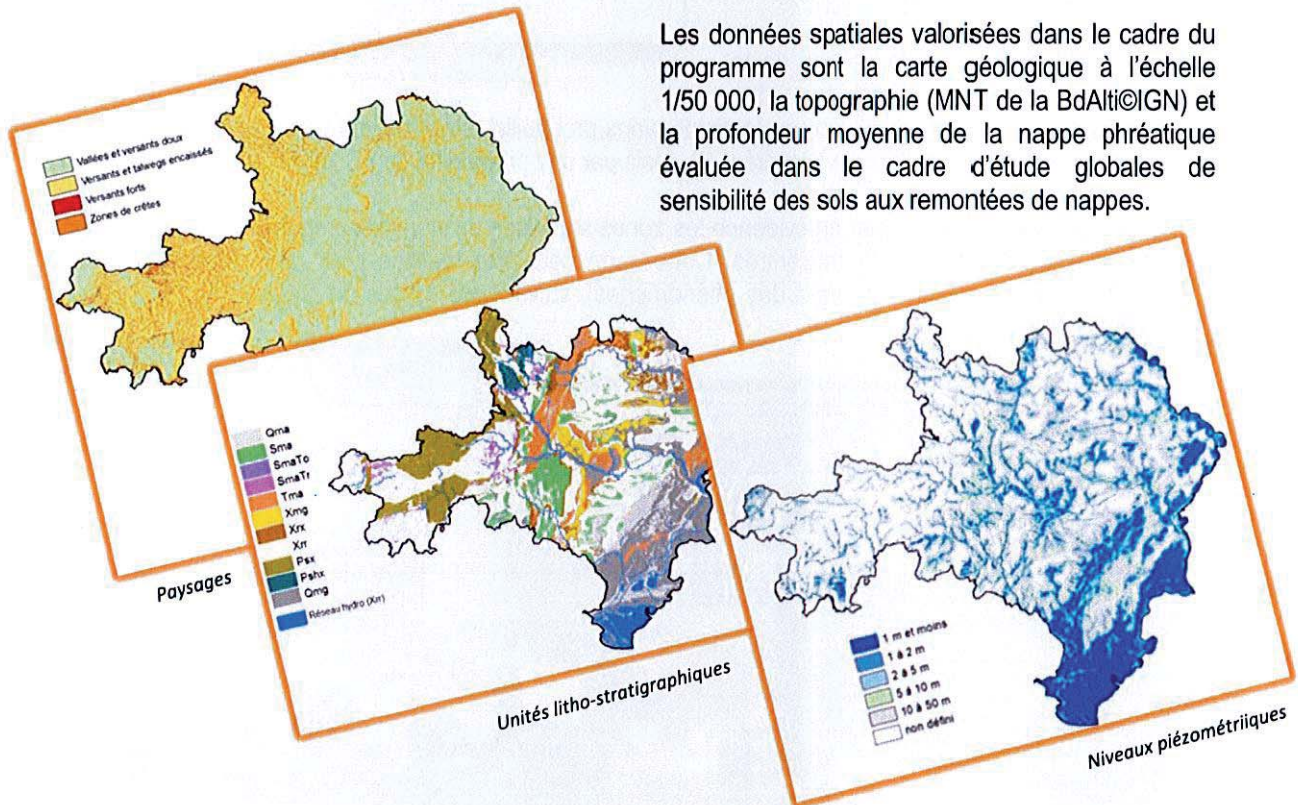 Les données spatiales valorisées dans le cadre du
programme sont la carte géologique à l'échelle
1/50 000, la topographie (MNT de la BdAlti©IGN) et
la profondeur moyenne de la nappe phréatique
évaluée dans le cadre d'étude globales de
sensibilité des sols aux remontées de nappes.
Vallées et versants doux
Versants et talwegs encaissés
Versants forts
Zones de crêtes
Paysages
Qma
Sma
SmaTo
SmaTr
Tma
Xmg
Xrx
Xrr
Psx
Pshx
Qmg
Réseau hydro (Xrr)
Unités litho-stratigraphiques
1 m et moins
1 à 2 m
2 à 5 m
5 à 10 m
10 à 50 m
non défini
Niveaux piézométriiques